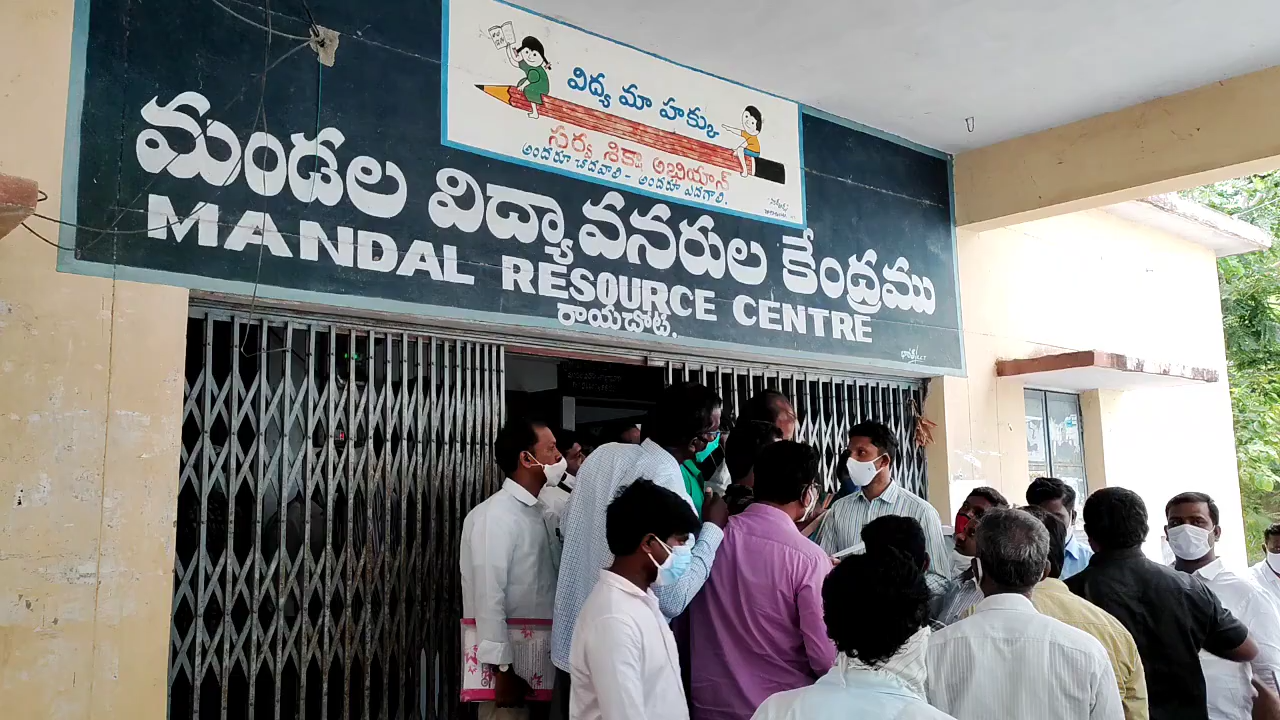 విద్య మా హక్కు
సర్వ శిక్షా అభియాన్
అందరూ చదవాలి - అందరూ ఎదగాలి.
మండల విద్యా వనరుల కేంద్రము
MANDAL RESOURCE CENTRE
రాయచోటి.